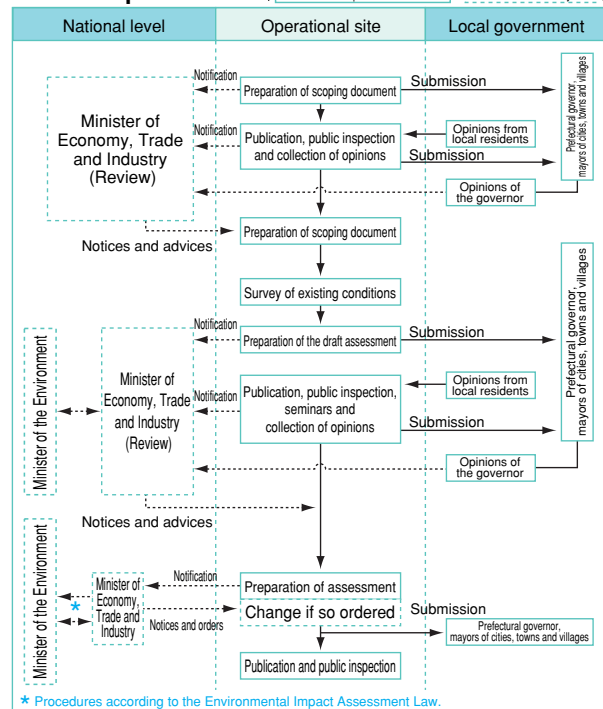 National level
Operational site
Local government
Notification
Preparation of scoping document
Submission
Prefectural governor,
mayors of cities, towns and villages
Minister of
Economy, Trade
and Industry
(Review)
Notification
Publication, public inspection
and collection of opinions
Opinions from
local residents
Opinions of
the governor
Notices and advices
Preparation of scoping document
Survey of existing conditions
Notification
Preparation of the draft assessment
Submission
Prefectural governor,
mayors of cities, towns and villages
Minister of the Environment
Minister of
Economy, Trade
and Industry
(Review)
Notification
Publication, public inspection,
seminars and
collection of opinions
Opinions from
local residents
Opinions of
the governor
Notices and advices
Minister of the Environment
*
Minister of
Economy,
Trade and
Industry
Notification
Preparation of assessment
Notices and orders
Change if so ordered
Submission
Prefectural governor,
mayors of cities, towns and villages
Publication and public inspection
* Procedures according to the Environmental Impact Assessment Law.